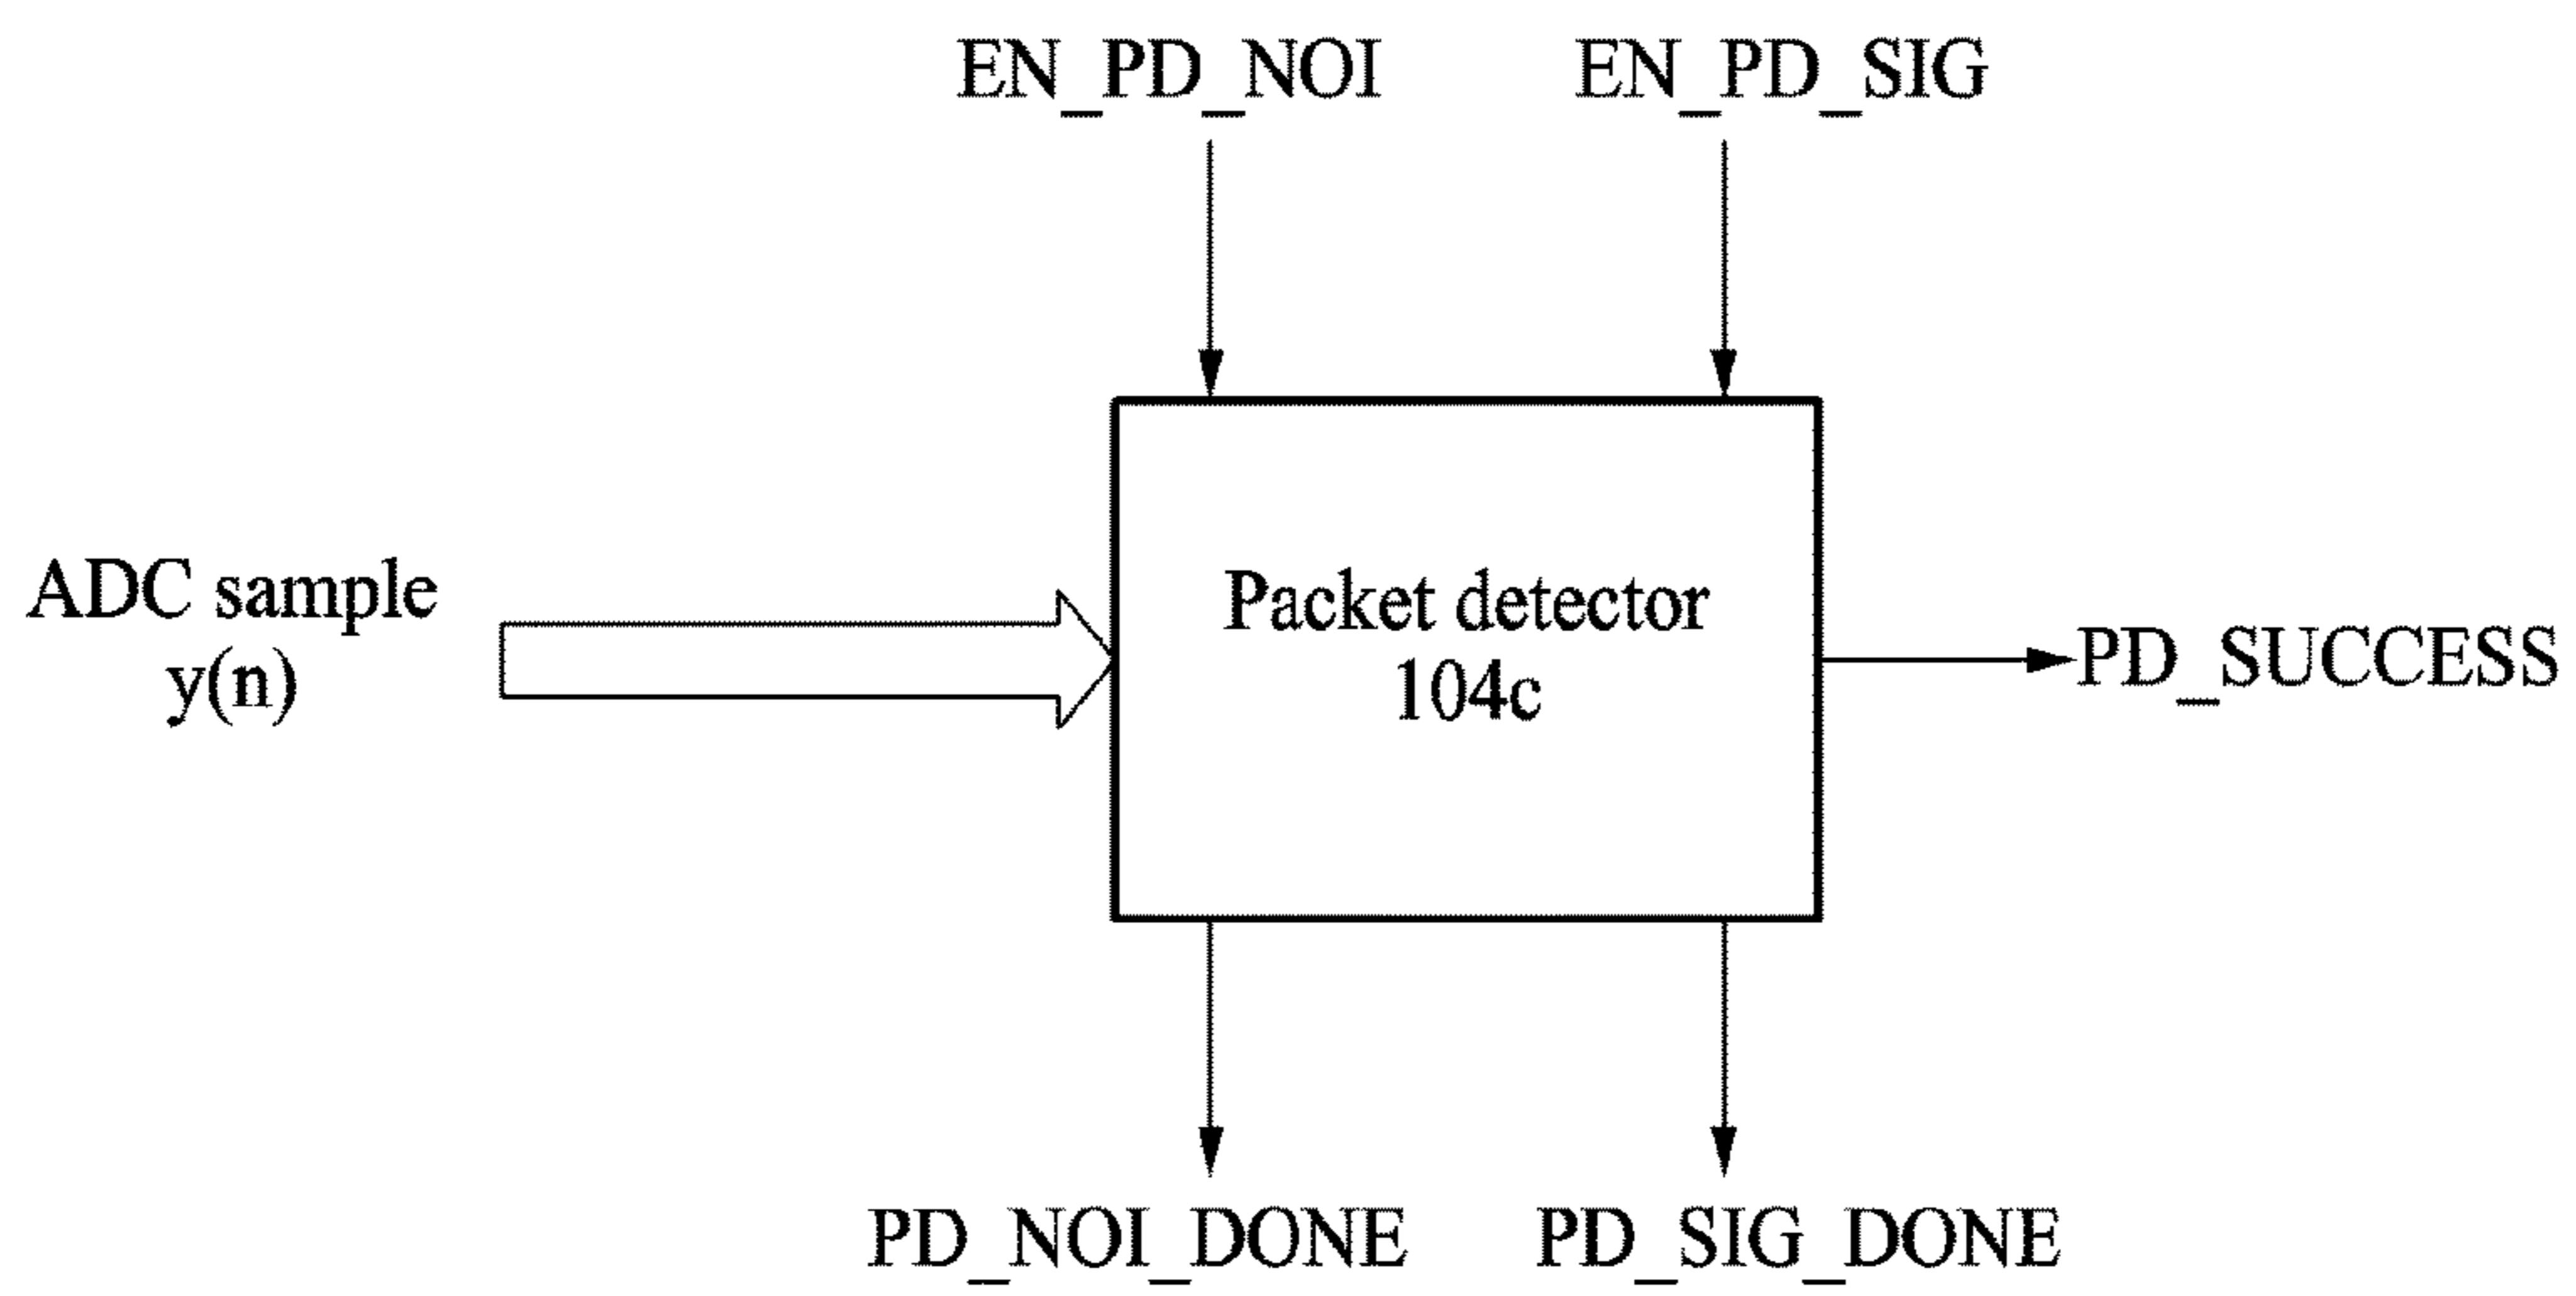 EN_PD_NOI
EN_PD_SIG
ADC sample
y(n)
Packet detector
104c
PD_SUCCESS
PD_NOI_DONE
PD_SIG_DONE